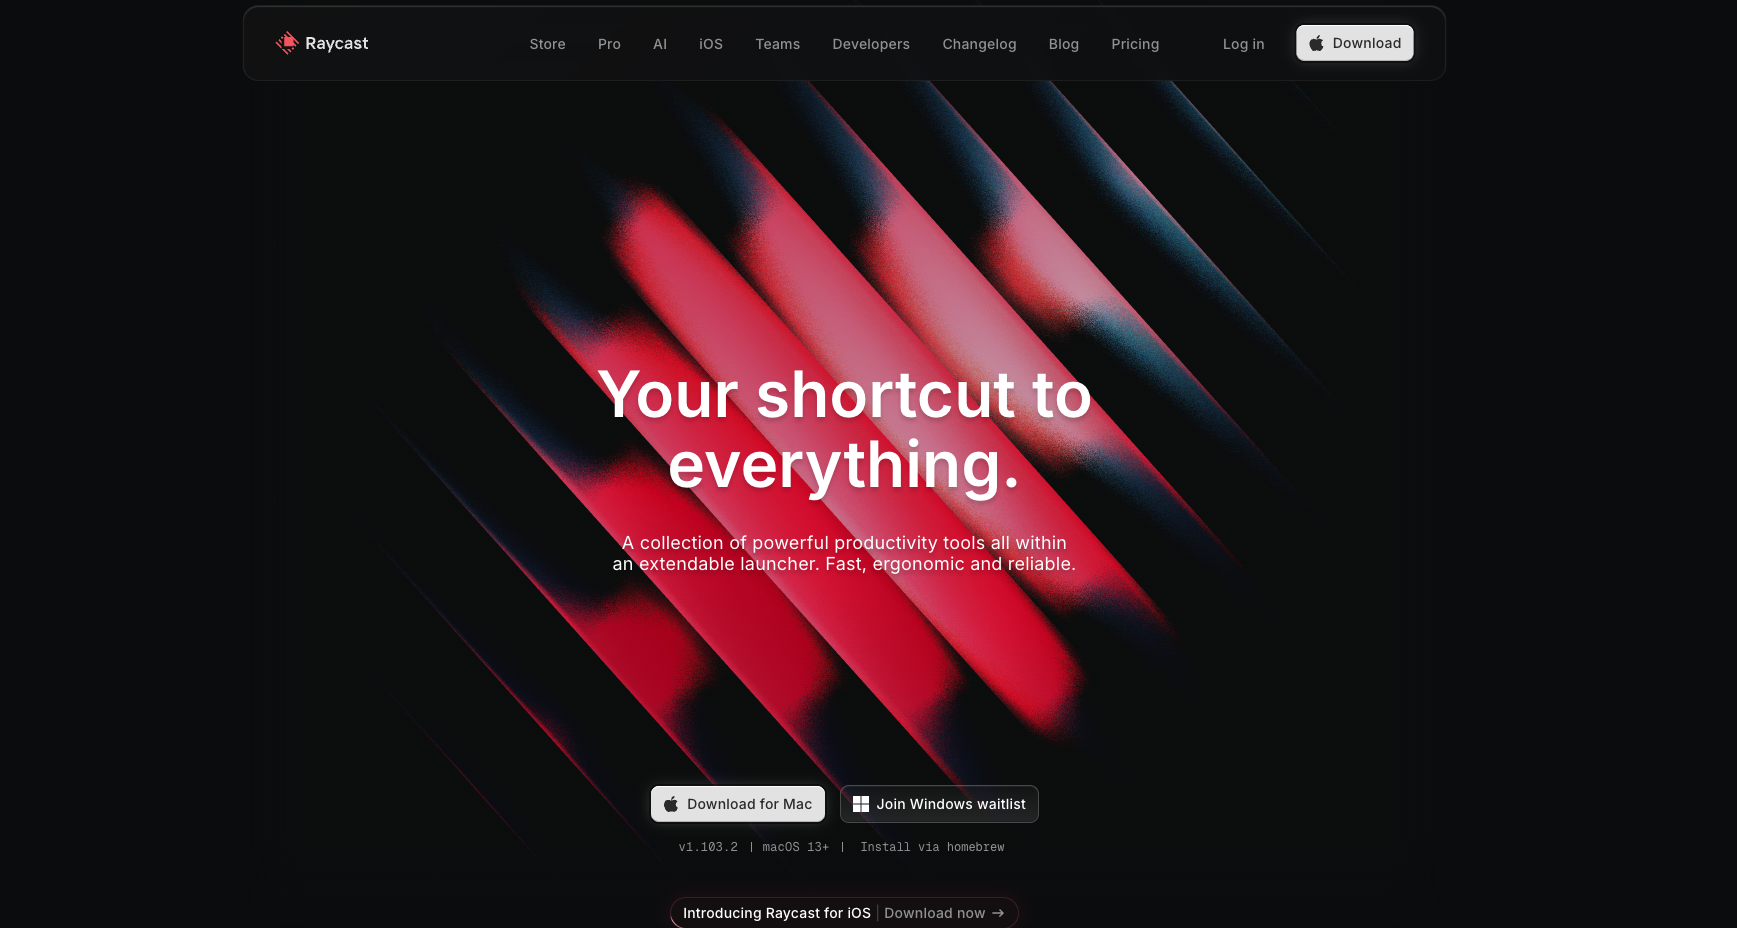 Raycast
Store Pro AI iOS Teams Developers Changelog Blog Pricing Log in Download
Your shortcut to
everything.
A collection of powerful productivity tools all within
an extendable launcher. Fast, ergonomic and reliable.
Download for Mac Join Windows waitlist
v1.103.2 | macOS 13+ | Install via homebrew
Introducing Raycast for iOS | Download now →